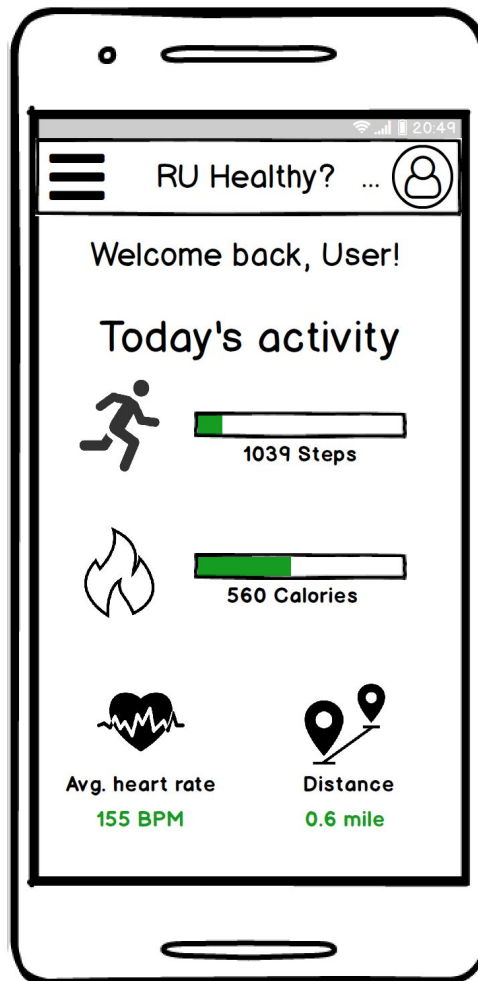 20:49
RU Healthy? ...
Welcome back, User!
Today's activity
1039 Steps
560 Calories
Avg. heart rate
Distance
155 BPM
0.6 mile